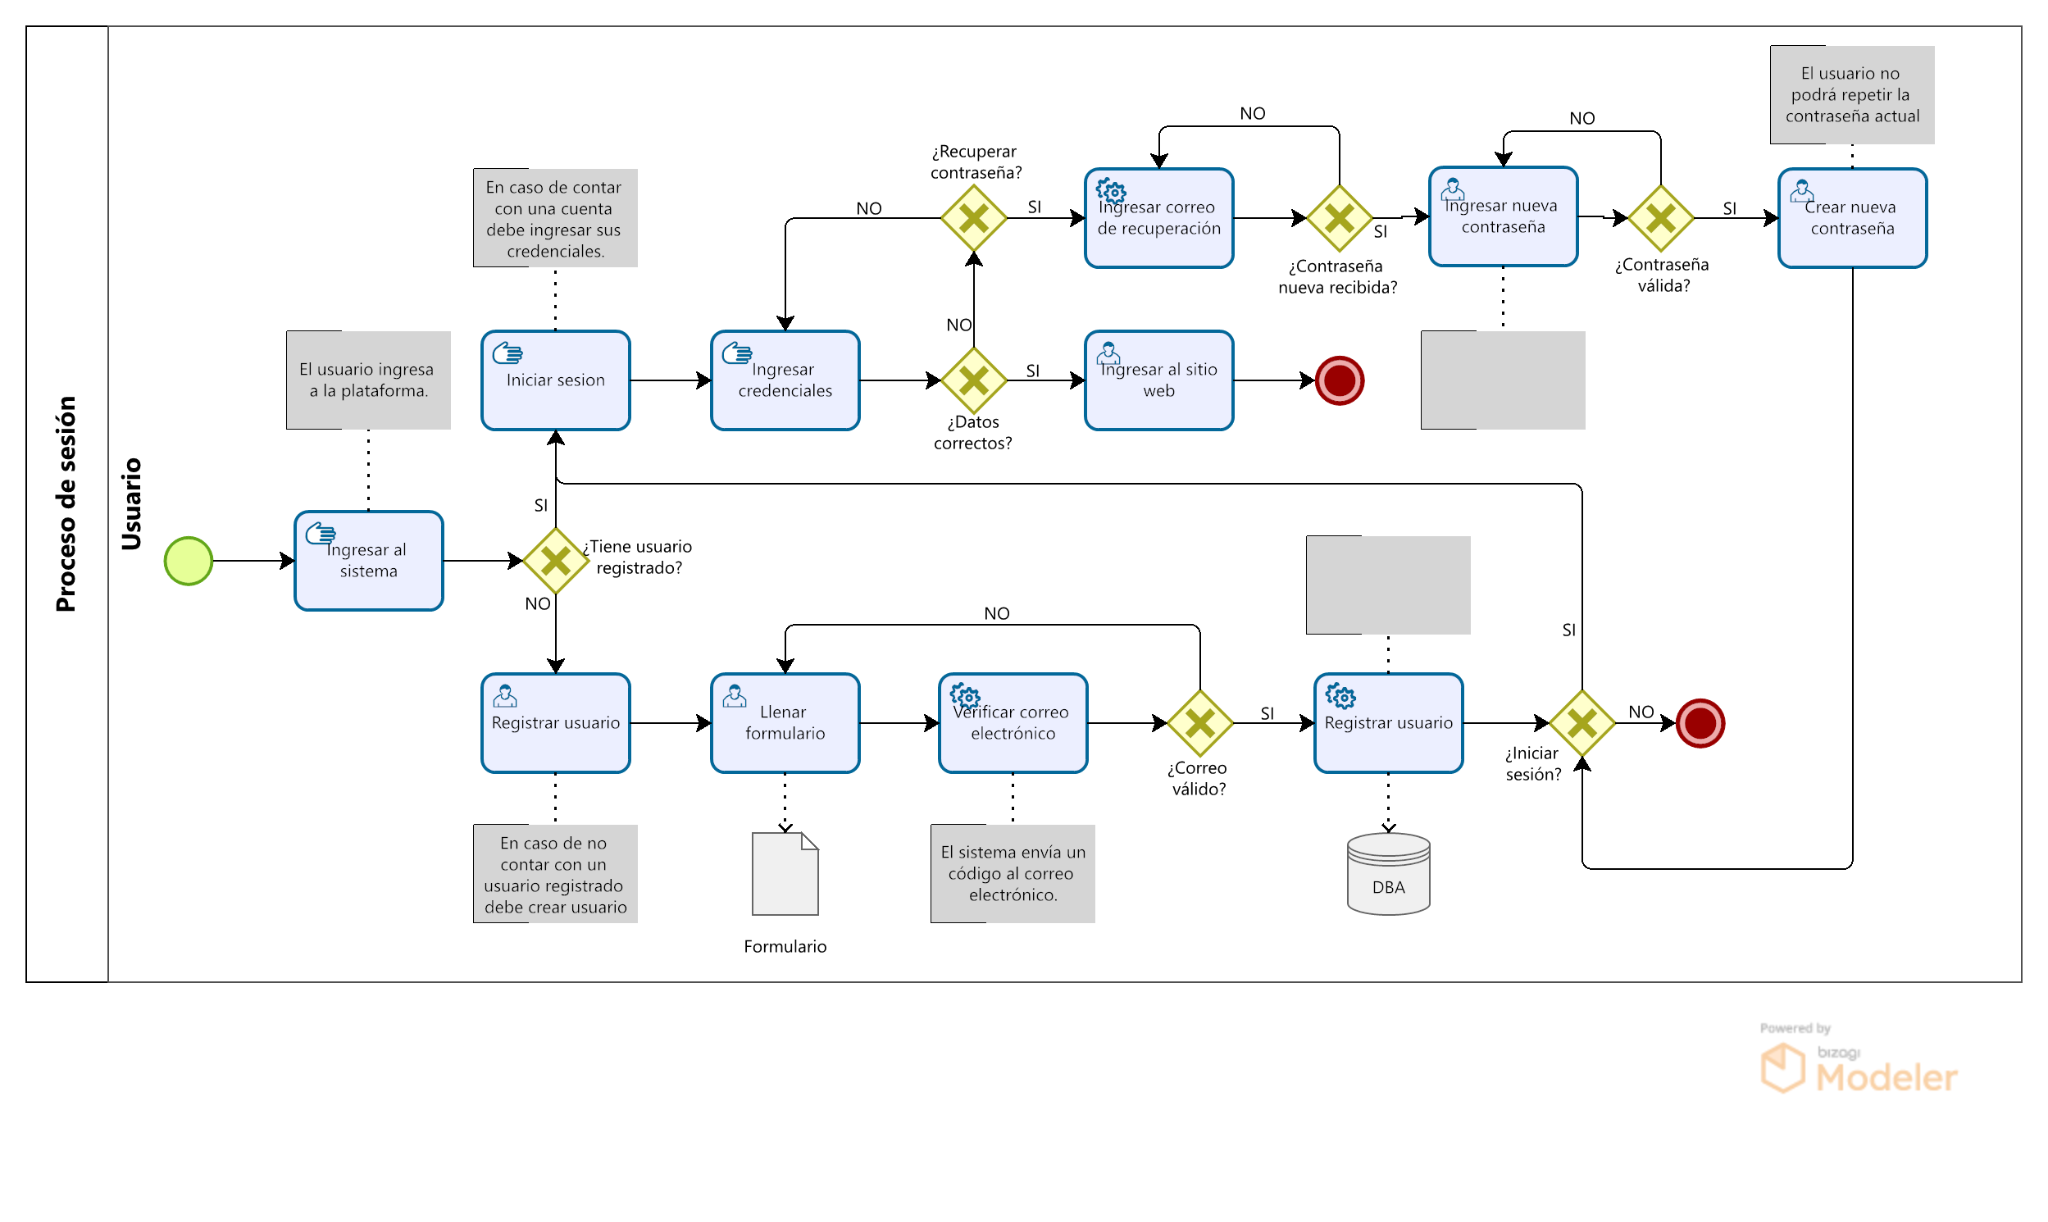 Proceso de sesión
Usuario
El usuario no
podrá repetir la
contraseña actual
NO
NO
¿Recuperar
contraseña?
En caso de contar
con una cuenta
debe ingresar sus
credenciales.
NO
SI
Ingresar correo
de recuperación
SI
Ingresar nueva
contraseña
SI
Crear nueva
contraseña
¿Contraseña
nueva recibida?
¿Contraseña
válida?
NO
El usuario ingresa
a la plataforma.
Iniciar sesion
Ingresar
credenciales
SI
Ingresar al sitio
web
¿Datos
correctos?
SI
Ingresar al
sistema
¿Tiene usuario
registrado?
NO
NO
SI
Registrar usuario
Llenar
formulario
Verificar correo
electrónico
SI
Registrar usuario
NO
¿Correo
válido?
¿Iniciar
sesión?
En caso de no
contar con un
usuario registrado
debe crear usuario
El sistema envía un
código al correo
electrónico.
DBA
Formulario
Powered by
bizagi
Modeler